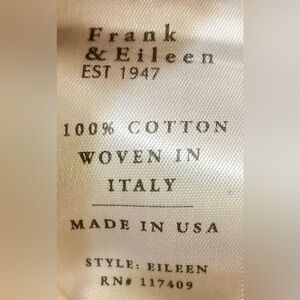 Frank
& Eileen
EST 1947
100% COTTON
WOVEN IN
ITALY
MADE IN USA
STYLE: EILEEN
RN# 117409